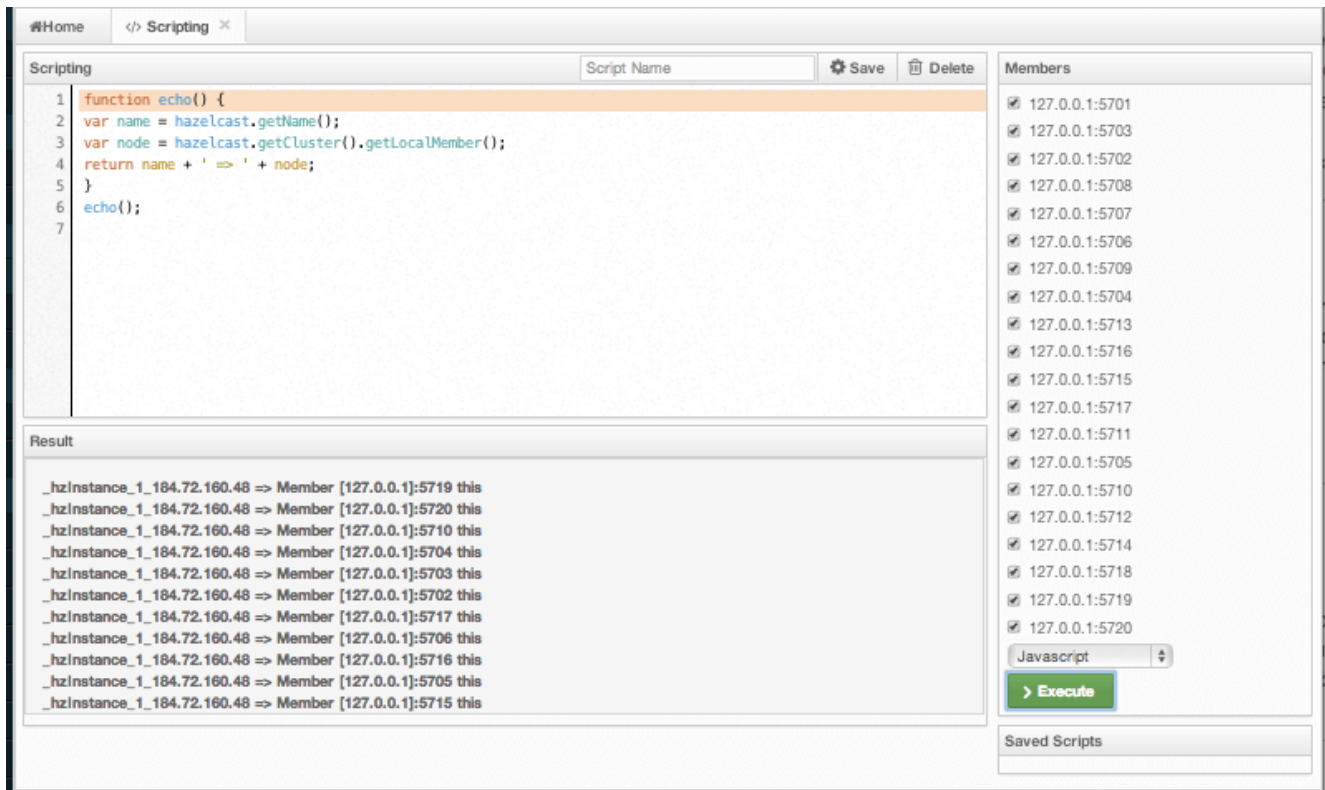 Home
</> Scripting ×
Scripting
Script Name
Save
Delete
1 function echo() {
2 var name = hazelcast.getName();
3 var node = hazelcast.getCluster().getLocalMember();
4 return name + ' => ' + node;
5 }
6 echo();
7
Result
_hzInstance_1_184.72.160.48 => Member [127.0.0.1]:5719 this
_hzInstance_1_184.72.160.48 => Member [127.0.0.1]:5720 this
_hzInstance_1_184.72.160.48 => Member [127.0.0.1]:5710 this
_hzInstance_1_184.72.160.48 => Member [127.0.0.1]:5704 this
_hzInstance_1_184.72.160.48 => Member [127.0.0.1]:5703 this
_hzInstance_1_184.72.160.48 => Member [127.0.0.1]:5702 this
_hzInstance_1_184.72.160.48 => Member [127.0.0.1]:5717 this
_hzInstance_1_184.72.160.48 => Member [127.0.0.1]:5706 this
_hzInstance_1_184.72.160.48 => Member [127.0.0.1]:5716 this
_hzInstance_1_184.72.160.48 => Member [127.0.0.1]:5705 this
_hzInstance_1_184.72.160.48 => Member [127.0.0.1]:5715 this
Members
127.0.0.1:5701
127.0.0.1:5703
127.0.0.1:5702
127.0.0.1:5708
127.0.0.1:5707
127.0.0.1:5706
127.0.0.1:5709
127.0.0.1:5704
127.0.0.1:5713
127.0.0.1:5716
127.0.0.1:5715
127.0.0.1:5717
127.0.0.1:5711
127.0.0.1:5705
127.0.0.1:5710
127.0.0.1:5712
127.0.0.1:5714
127.0.0.1:5718
127.0.0.1:5719
127.0.0.1:5720
Javascript
> Execute
Saved Scripts